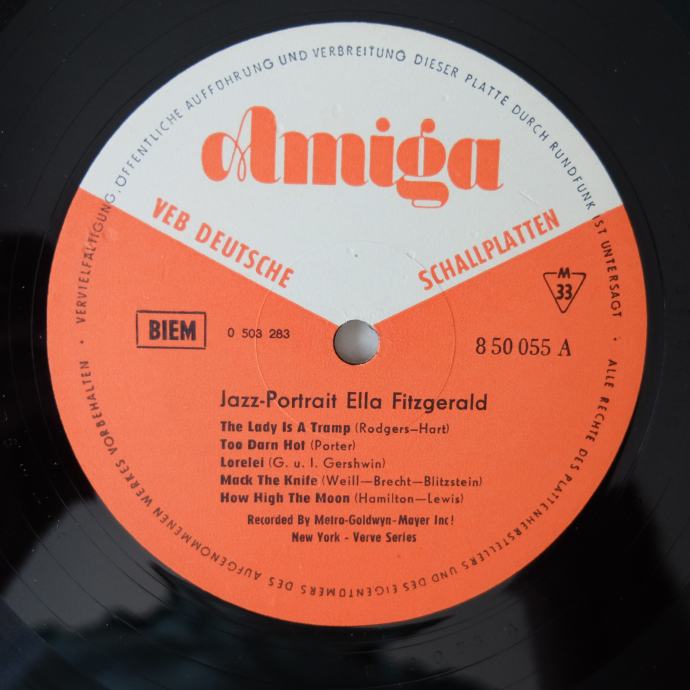 Amiga
VEB DEUTSCHE SCHALLPLATTEN
M
33
BIEM
0 503 283
8 50 055 A
Jazz-Portrait Ella Fitzgerald
The Lady Is A Tramp (Rodgers—Hart)
Too Darn Hot (Porter)
Lorelei (G. u. I. Gershwin)
Mack The Knife (Weill—Brecht—Blitzstein)
How High The Moon (Hamilton—Lewis)
Recorded By Metro-Goldwyn-Mayer Inc!
New York - Verve Series
VERVIELFÄLTIGUNG, ÖFFENTLICHE AUFFÜHRUNG UND VERBREITUNG DIESER PLATTE DURCH RUNDFUNK IST UNTERSAGT · ALLE RECHTE DES PLATTENHERSTELLERS UND DES EIGENTÜMERS DES AUFGENOMMENEN WERKES VORBEHALTEN ·